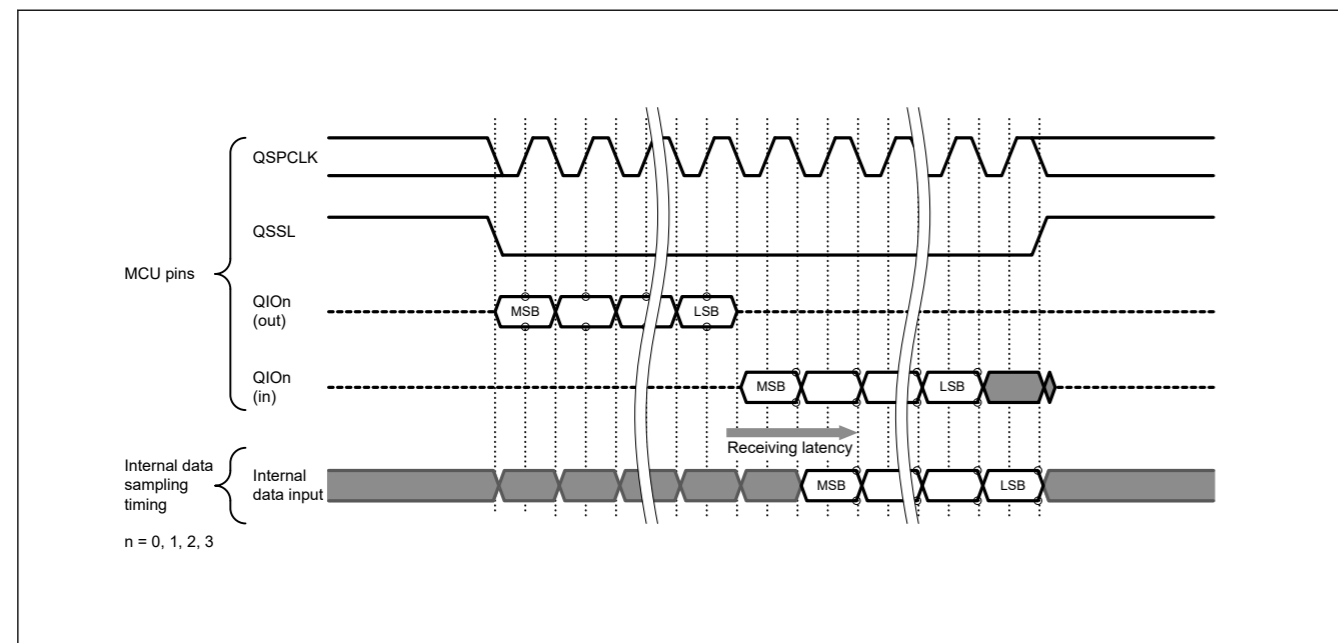 QSPCLK
QSSL
MCU pins
QIOn
(out)
MSB
LSB
QIOn
(in)
MSB
LSB
Receiving latency
Internal data
sampling
timing
Internal
data input
MSB
LSB
n = 0, 1, 2, 3